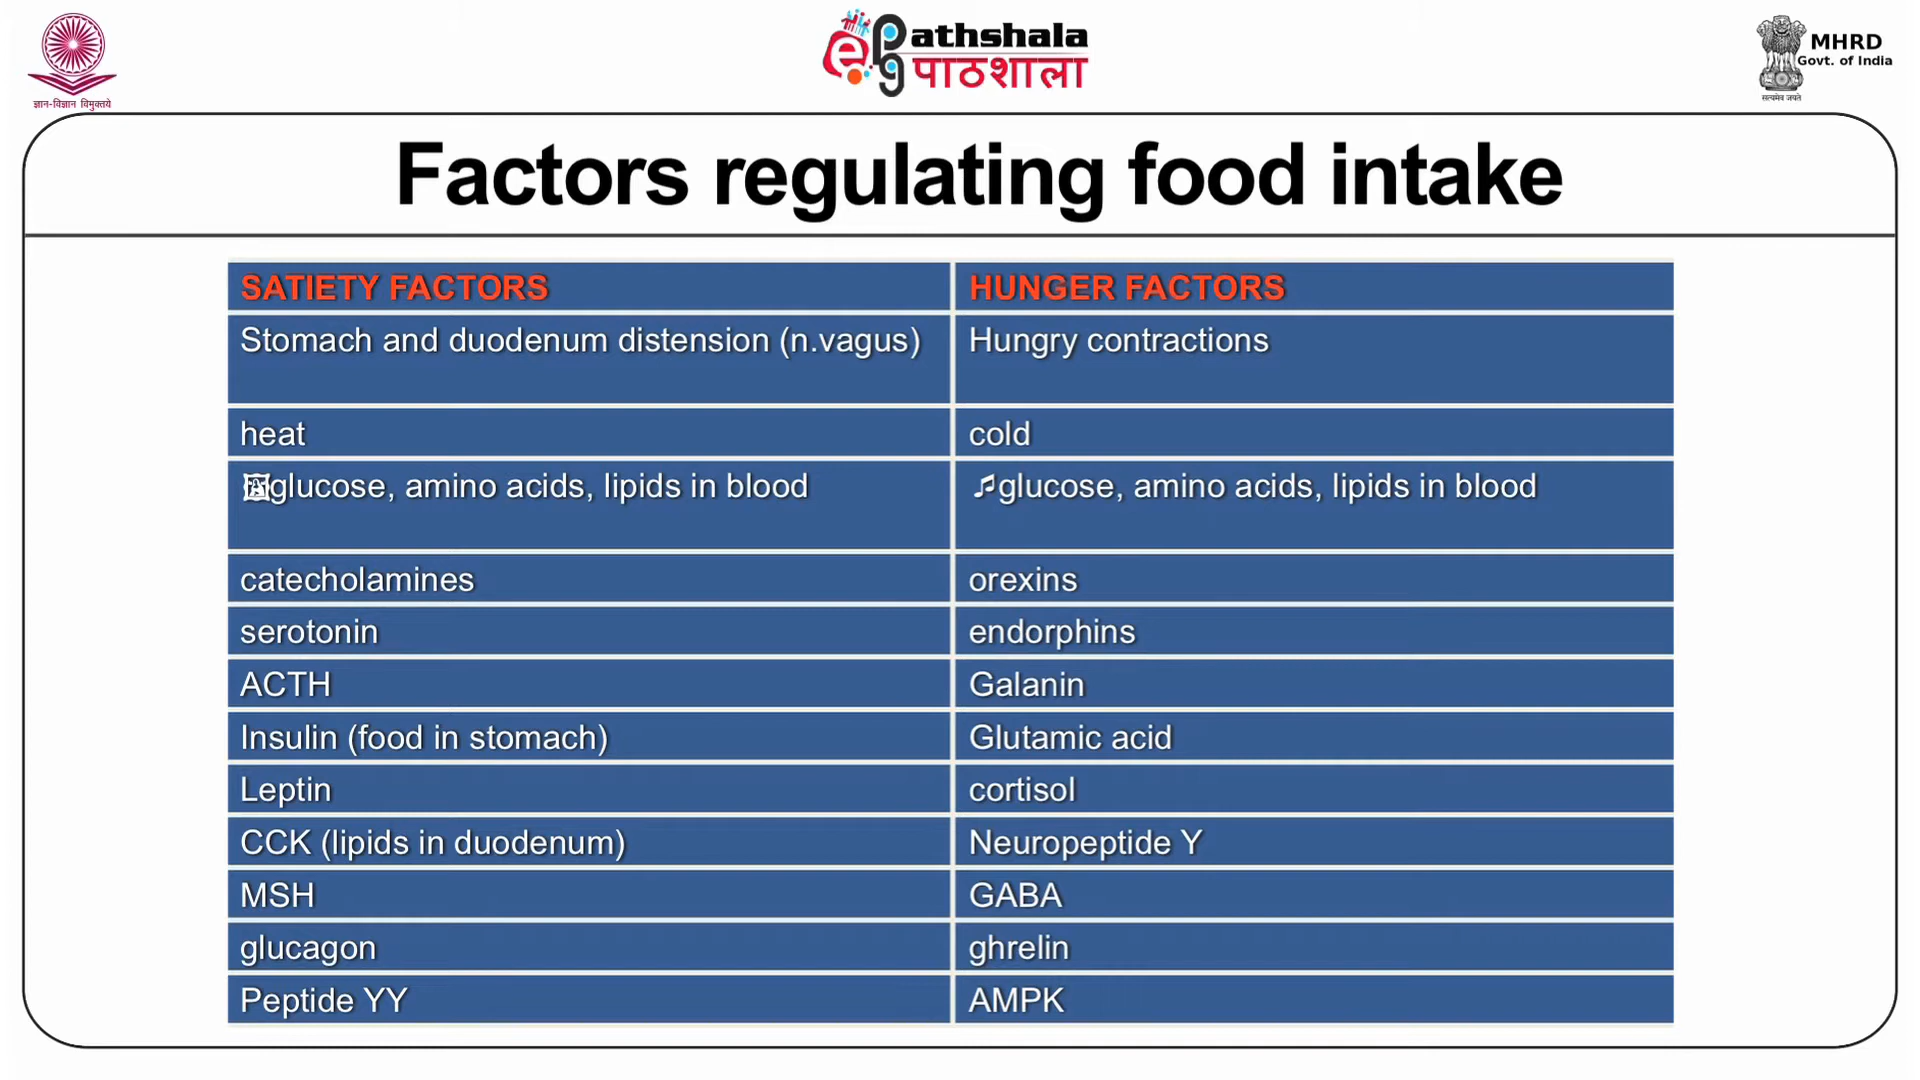 ज्ञान-विज्ञान विमुक्तये
ePG athshala
पाठशाला
MHRD
Govt. of India
सत्यमेव जयते
Factors regulating food intake
SATIETY FACTORS
HUNGER FACTORS
Stomach and duodenum distension (n.vagus)
Hungry contractions
heat
cold
glucose, amino acids, lipids in blood
♬glucose, amino acids, lipids in blood
catecholamines
orexins
serotonin
endorphins
ACTH
Galanin
Insulin (food in stomach)
Glutamic acid
Leptin
cortisol
CCK (lipids in duodenum)
Neuropeptide Y
MSH
GABA
glucagon
ghrelin
Peptide YY
AMPK